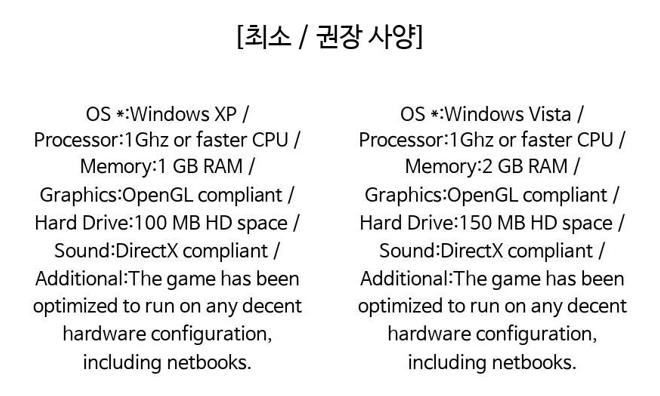 [최소 / 권장 사양]
OS *:Windows XP /
Processor:1Ghz or faster CPU /
Memory:1 GB RAM /
Graphics:OpenGL compliant /
Hard Drive:100 MB HD space /
Sound:DirectX compliant /
Additional:The game has been
optimized to run on any decent
hardware configuration,
including netbooks.
OS *:Windows Vista /
Processor:1Ghz or faster CPU /
Memory:2 GB RAM /
Graphics:OpenGL compliant /
Hard Drive:150 MB HD space /
Sound:DirectX compliant /
Additional:The game has been
optimized to run on any decent
hardware configuration,
including netbooks.